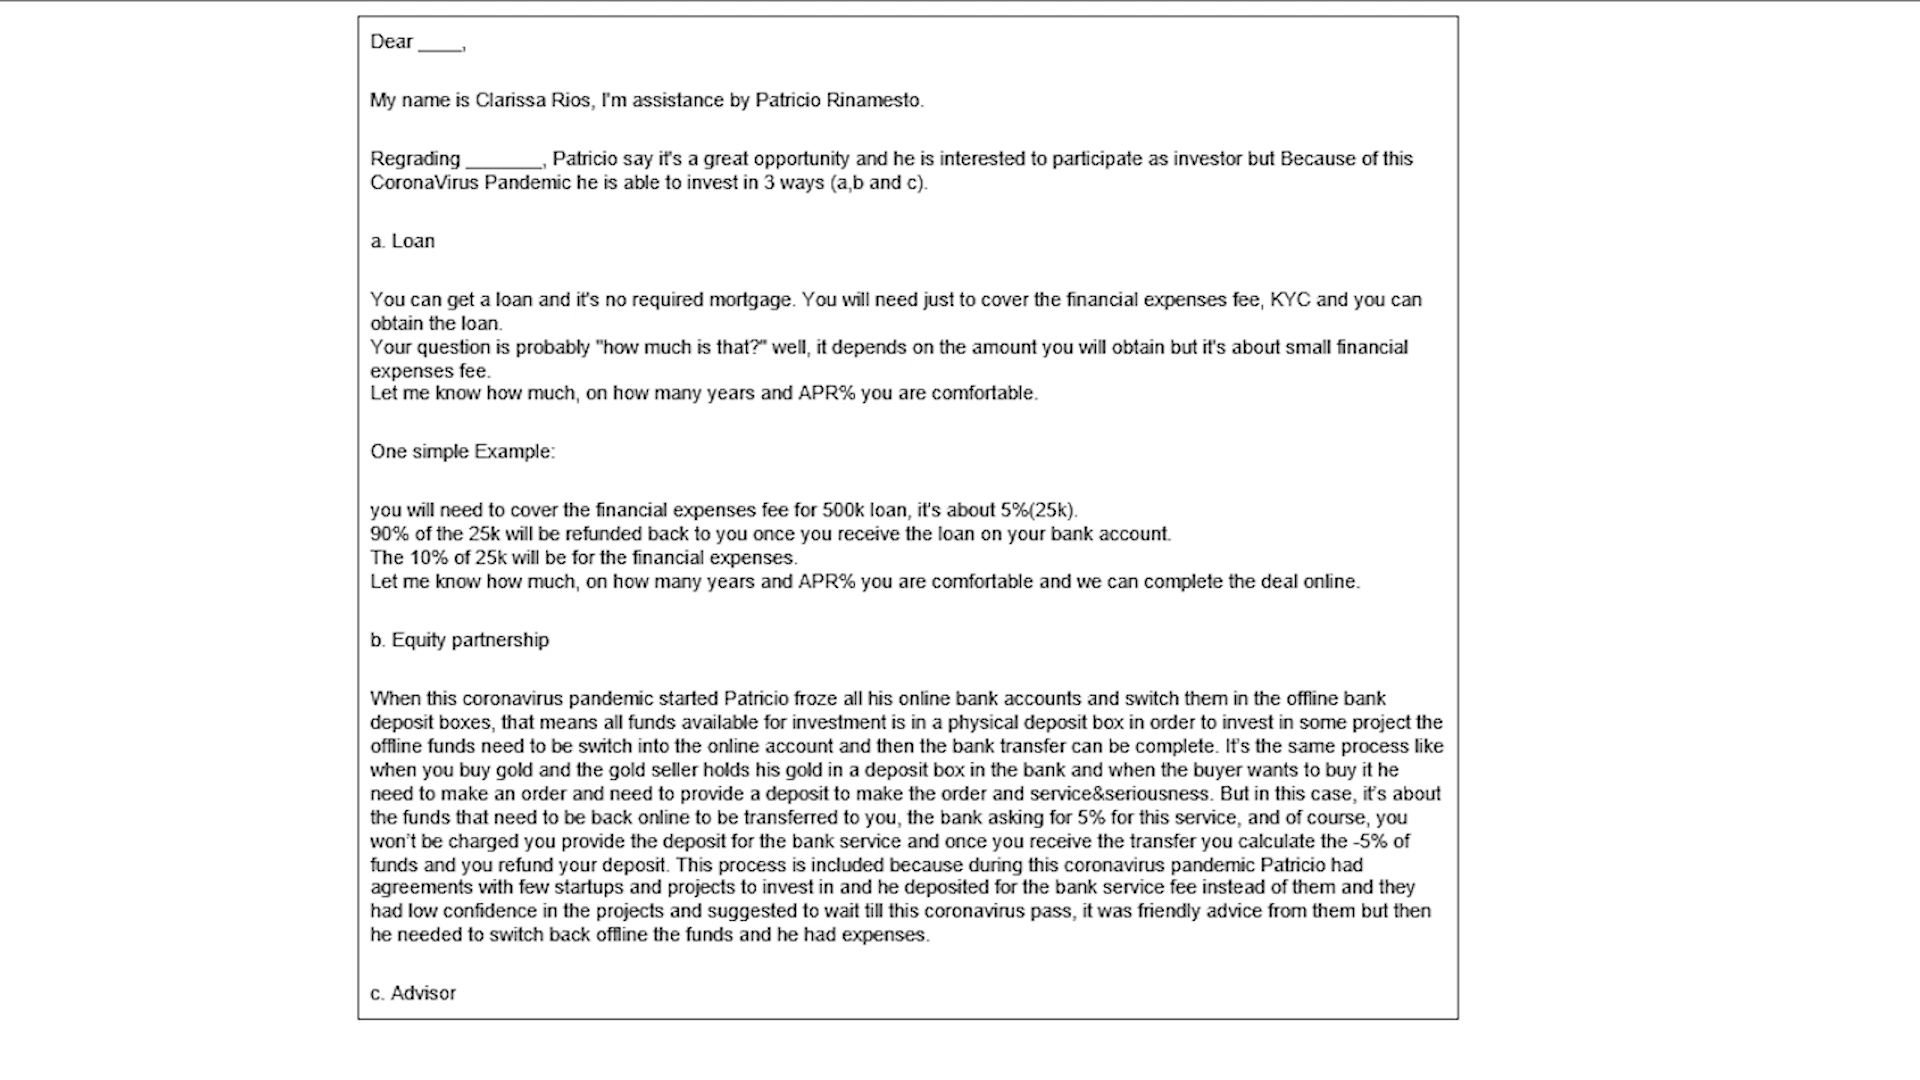 Dear ____,
My name is Clarissa Rios, I'm assistance by Patricio Rinamesto.
Regrading _______, Patricio say it's a great opportunity and he is interested to participate as investor but Because of this
CoronaVirus Pandemic he is able to invest in 3 ways (a,b and c).
a. Loan
You can get a loan and it's no required mortgage. You will need just to cover the financial expenses fee, KYC and you can
obtain the loan.
Your question is probably "how much is that?" well, it depends on the amount you will obtain but it's about small financial
expenses fee.
Let me know how much, on how many years and APR% you are comfortable.
One simple Example:
you will need to cover the financial expenses fee for 500k loan, it's about 5%(25k).
90% of the 25k will be refunded back to you once you receive the loan on your bank account.
The 10% of 25k will be for the financial expenses.
Let me know how much, on how many years and APR% you are comfortable and we can complete the deal online.
b. Equity partnership
When this coronavirus pandemic started Patricio froze all his online bank accounts and switch them in the offline bank
deposit boxes, that means all funds available for investment is in a physical deposit box in order to invest in some project the
offline funds need to be switch into the online account and then the bank transfer can be complete. It's the same process like
when you buy gold and the gold seller holds his gold in a deposit box in the bank and when the buyer wants to buy it he
need to make an order and need to provide a deposit to make the order and service&seriousness. But in this case, it's about
the funds that need to be back online to be transferred to you, the bank asking for 5% for this service, and of course, you
won't be charged you provide the deposit for the bank service and once you receive the transfer you calculate the -5% of
funds and you refund your deposit. This process is included because during this coronavirus pandemic Patricio had
agreements with few startups and projects to invest in and he deposited for the bank service fee instead of them and they
had low confidence in the projects and suggested to wait till this coronavirus pass, it was friendly advice from them but then
he needed to switch back offline the funds and he had expenses.
c. Advisor